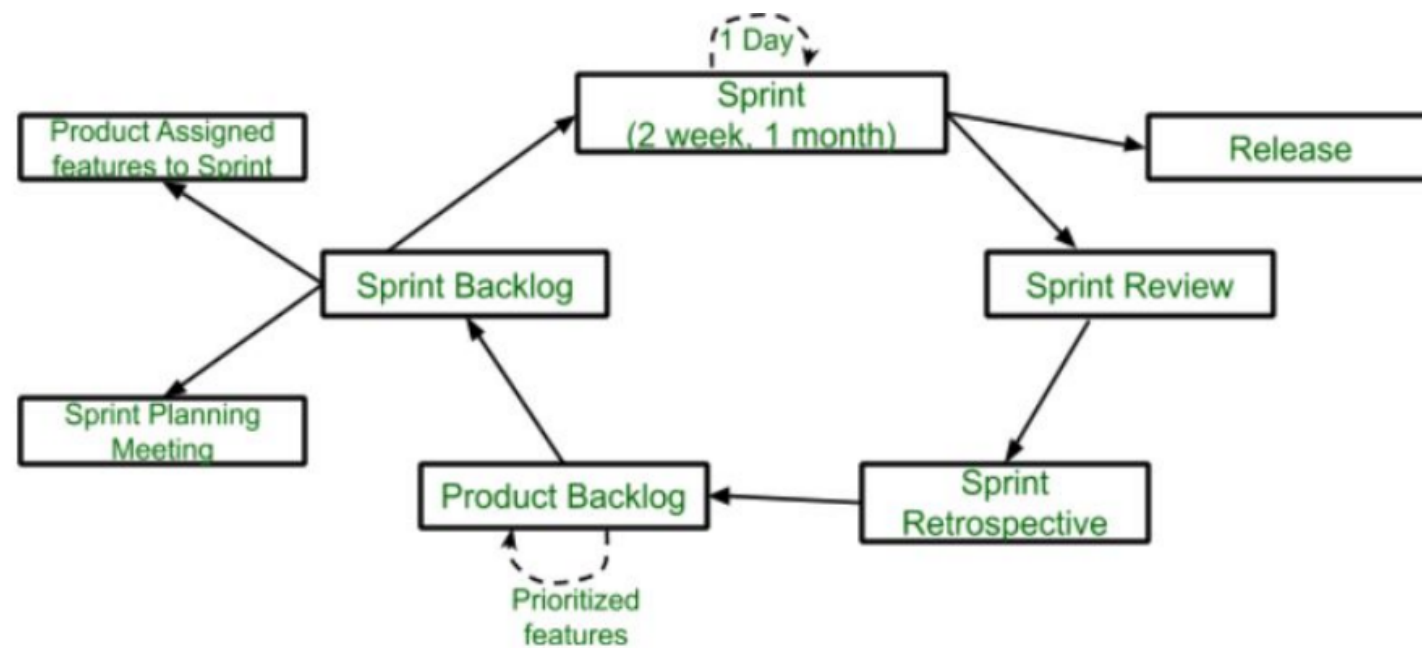 1 Day
Sprint
(2 week, 1 month)
Product Assigned
features to Sprint
Release
Sprint Backlog
Sprint Review
Sprint Planning
Meeting
Product Backlog
Sprint
Retrospective
Prioritized
features